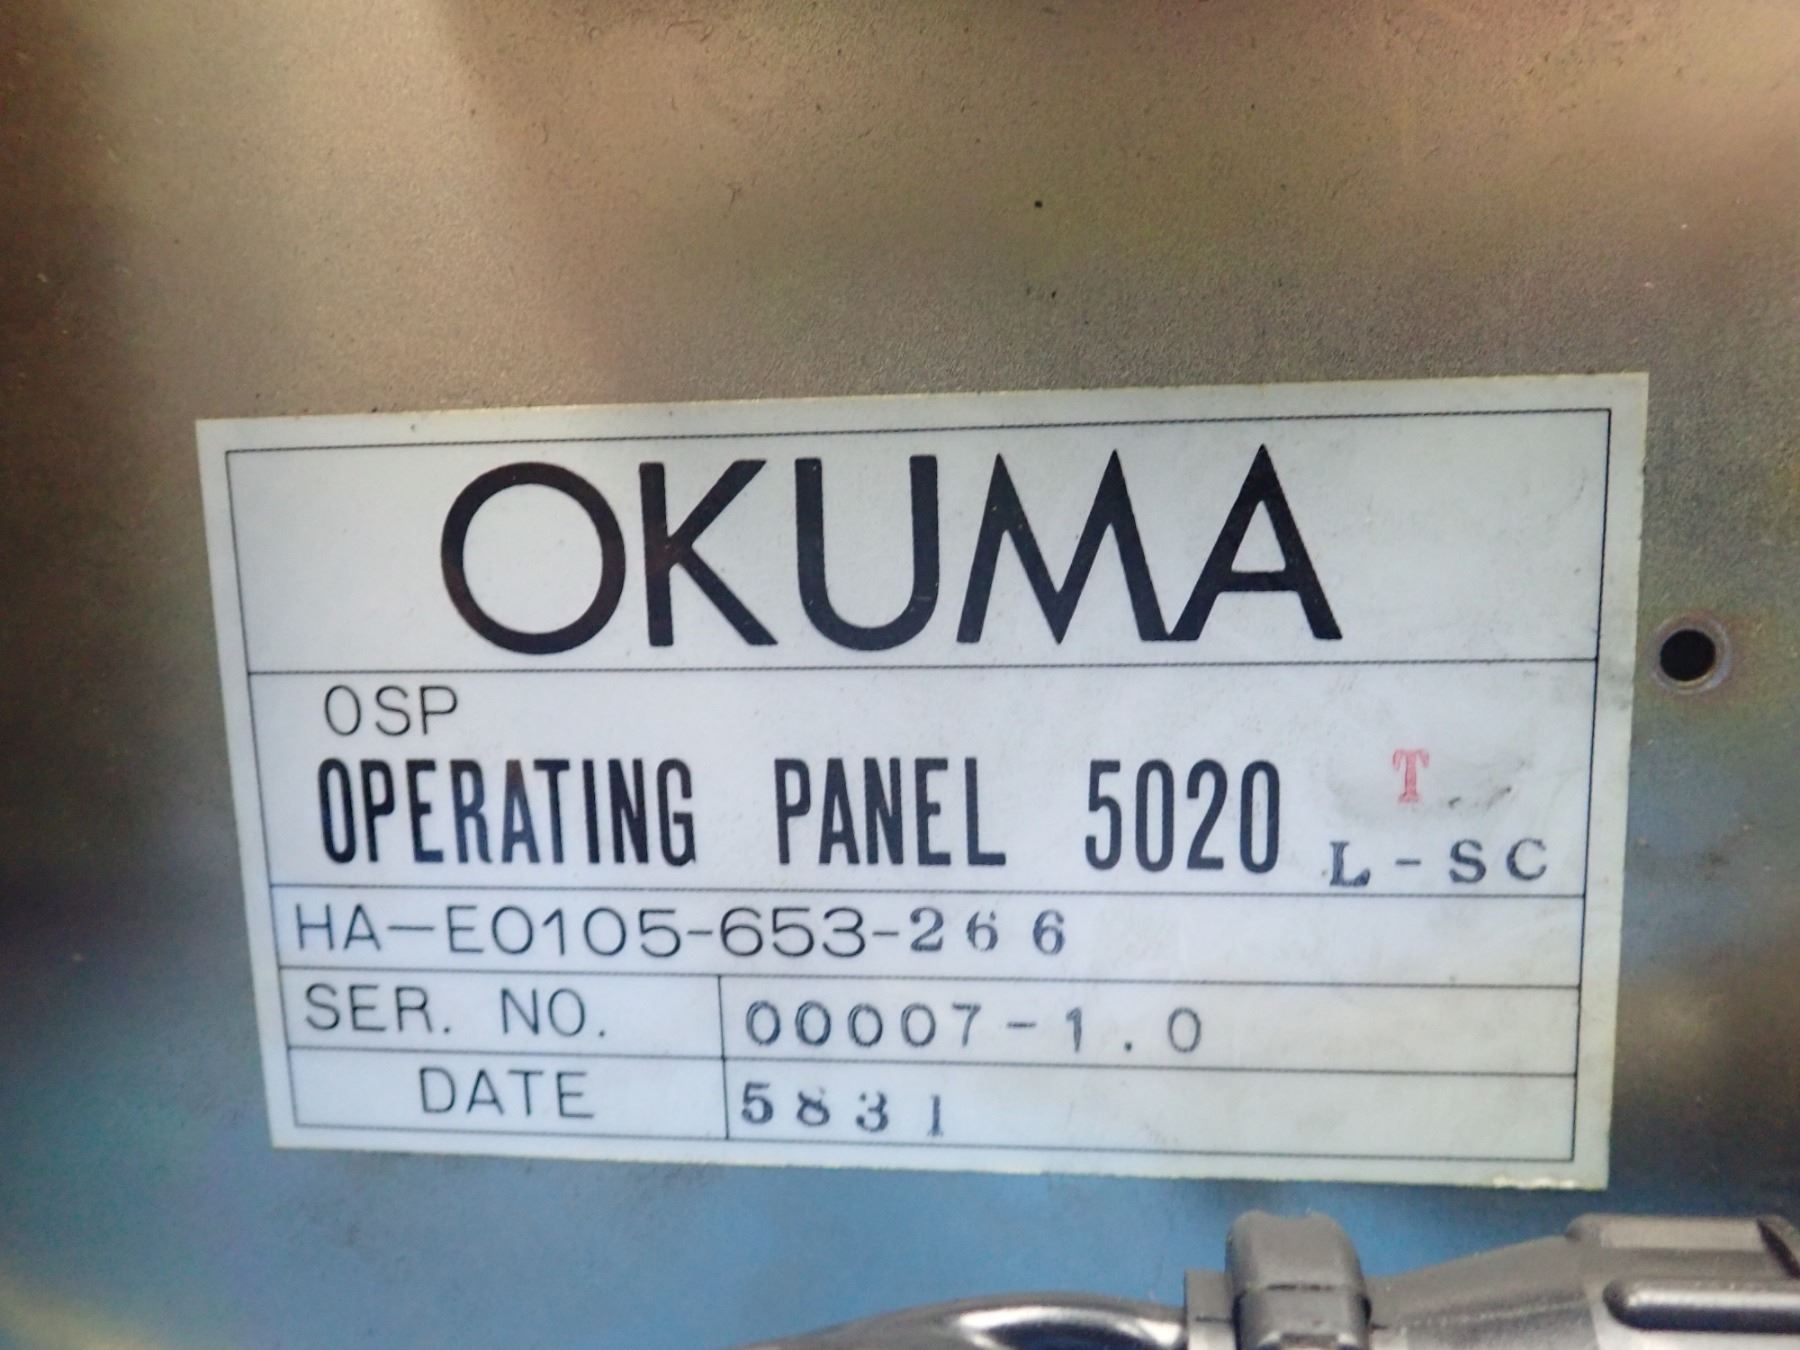 OKUMA
OSP
OPERATING PANEL 5020 T
L-SC
HA-E0105-653-266
SER. NO. 00007-1.0
DATE 5831